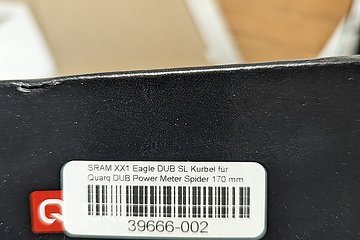 SRAM XX1 Eagle DUB SL Kurbel für
Quarq DUB Power Meter Spider 170 mm
Q
39666-002